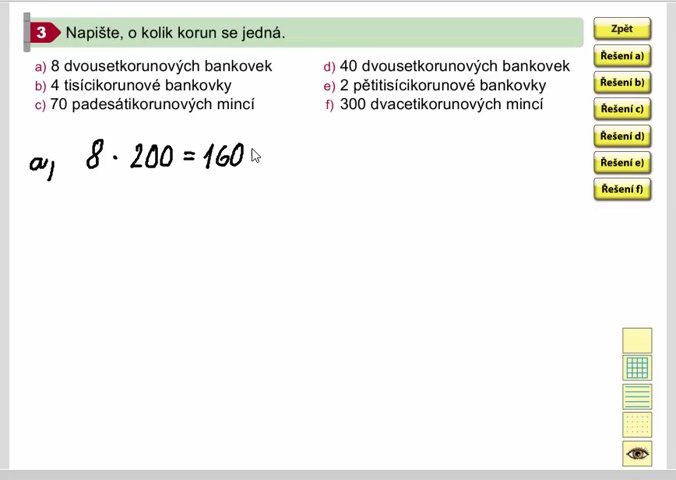 3 Napište, o kolik korun se jedná.
a) 8 dvousetkorunových bankovek
b) 4 tisícikorunové bankovky
c) 70 padesátikorunových mincí
d) 40 dvousetkorunových bankovek
e) 2 pětitisícikorunové bankovky
f) 300 dvacetikorunových mincí
a) 8 · 200 = 160
Zpět
Řešení a)
Řešení b)
Řešení c)
Řešení d)
Řešení e)
Řešení f)